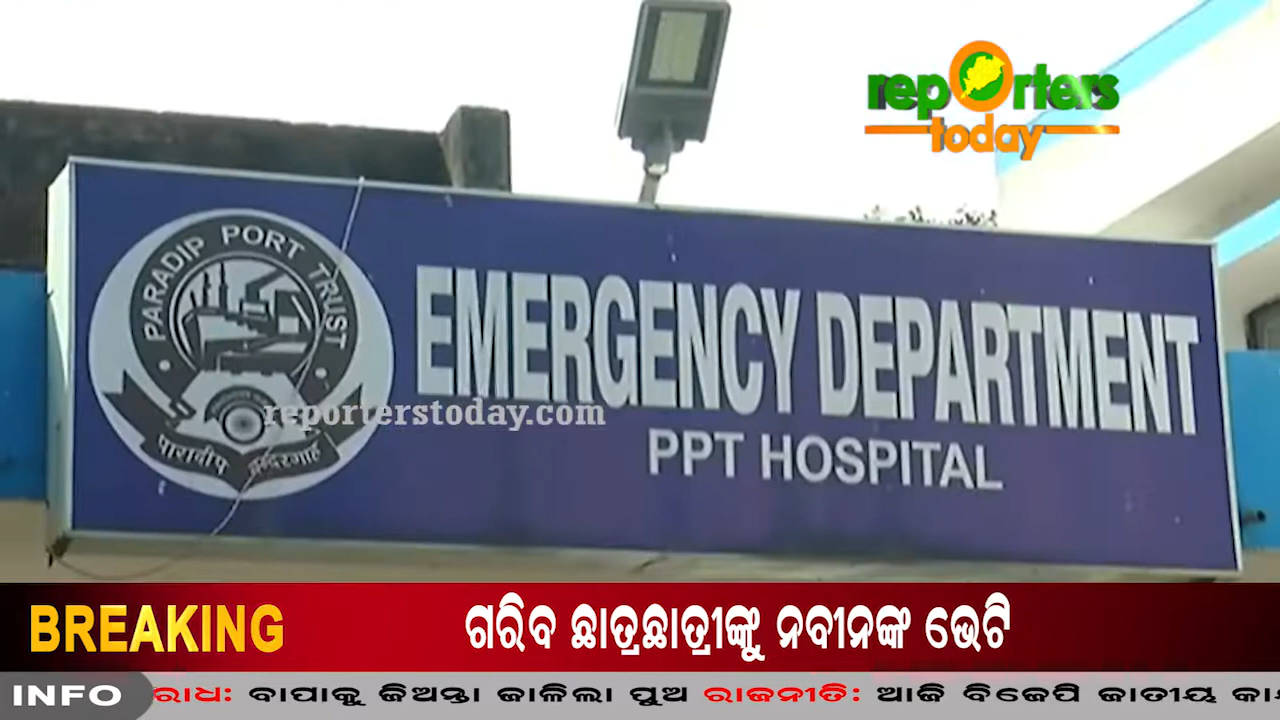 reporters
today
PARADIP PORT TRUST
EMERGENCY DEPARTMENT
reporterstoday.com
PPT HOSPITAL
पारादीप
BREAKING
ଗରିବ ଛାତ୍ରଛାତ୍ରୀଙ୍କୁ ନବୀନଙ୍କ ଭେଟି
INFO
ରାଧ: ବାପାକୁ ଜିଅନ୍ତା ଜାଳିଲା ପୁଅ ରାଜନୀତି: ଆଜି ବିଜେପି ଜାତୀୟ